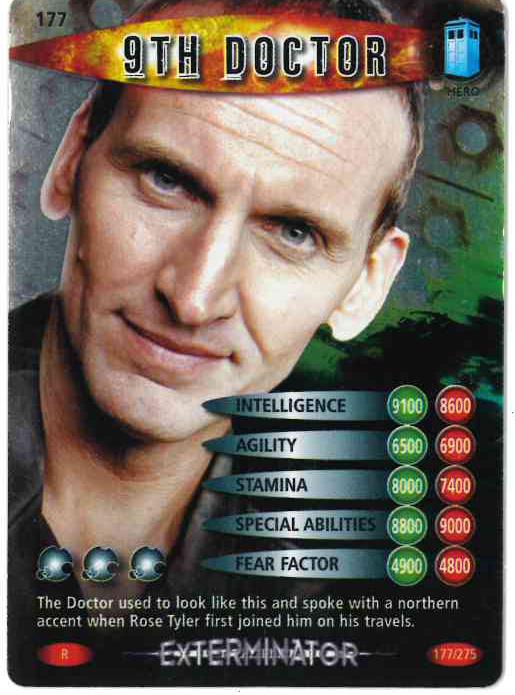 177
9TH DOCTOR
HERO
INTELLIGENCE 9100 8600
AGILITY 6500 6900
STAMINA 8000 7400
SPECIAL ABILITIES 8800 9000
FEAR FACTOR 4900 4800
The Doctor used to look like this and spoke with a northern
accent when Rose Tyler first joined him on his travels.
R EXTERMINATOR 177/275